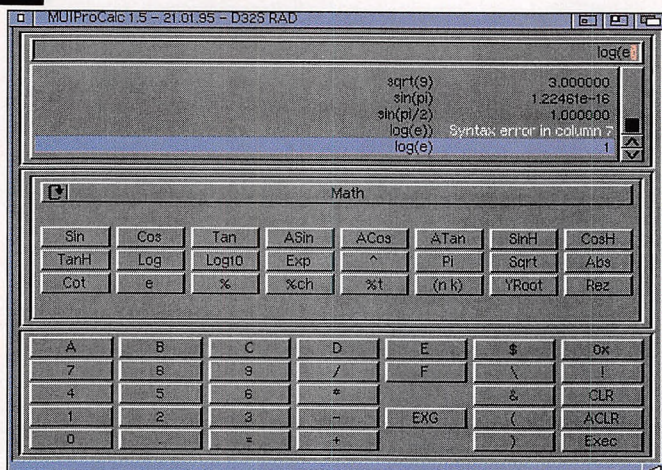 MUIProCalc 1.5 - 21.01.95 - D32S RAD
log(e)
sqrt(9) 3.000000
sin(pi) 1.22461e-16
sin(pi/2) 1.000000
log(e)) Syntax error in column 7
log(e) 1
Math
Sin Cos Tan ASin ACos ATan SinH CosH
TanH Log Log10 Exp ^ Pi Sqrt Abs
Cot e % %ch %t (n k) YRoot Rez
A B C D E $ 0x
7 8 9 / F \ !
4 5 6 * & CLR
1 2 3 - EXG ( ACLR
0 . = + ) Exec